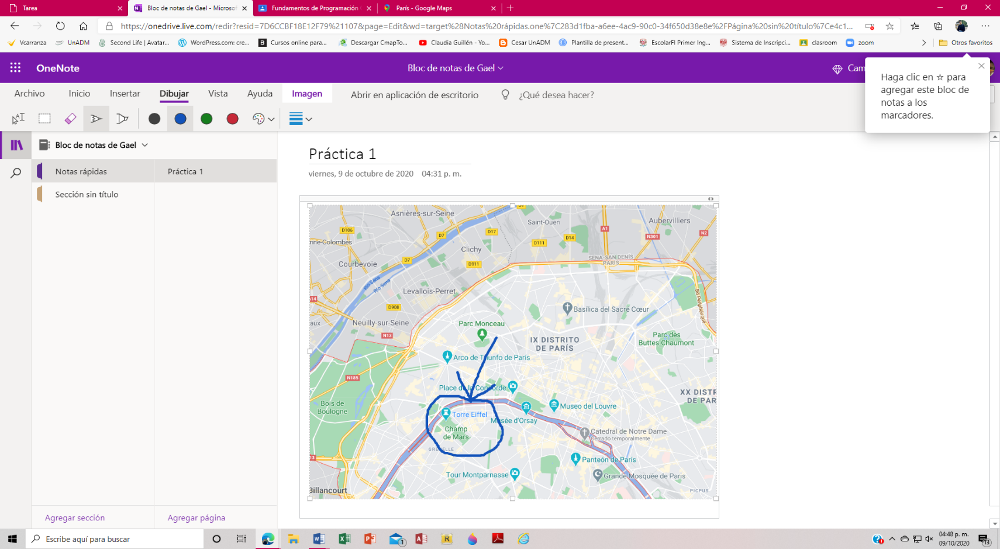 Tarea
Bloc de notas de Gael - Microsof
Fundamentos de Programación
París - Google Maps
https://onedrive.live.com/redir?resid=7D6CCBF18E12F79%21107&page=Edit&wd=target%28Notas%20rápidas.one%7C283d1fba-a6ee-4ac9-90c0-34f650d38e8e%2FPágina%20sin%20título%7Ce4c1...
Vcarranza
UnADM
Second Life | Avatar...
WordPress.com: cre...
Cursos online para...
Descargar CmapTo...
Claudia Guillén - Yo...
Cesar UnADM
Plantilla de present...
EscolarFI Primer Ing...
Sistema de Inscripci...
clasroom
zoom
Otros favoritos
OneNote
Bloc de notas de Gael
Cam
Haga clic en ☆ para
agregar este bloc de
notas a los
marcadores.
Archivo
Inicio
Insertar
Dibujar
Vista
Ayuda
Imagen
Abrir en aplicación de escritorio
¿Qué desea hacer?
Bloc de notas de Gael
Notas rápidas
Práctica 1
Sección sin título
Práctica 1
viernes, 9 de octubre de 2020 04:31 p. m.
Asnières-sur-Seine
D1
Saint-Ouen
Aubervilliers
D106
D7
D17
D111
D14
A1
N301
N2
nne-Colombes
Clichy
D7
D911
SENA-SAN DENÍS
PARÍS
Courbevoie
Río Sena
Río Sena
Levallois-Perret
Bd Périphérique
A14
D908
Basílica del Sacré Cœur
aux
Neuilly-sur-Seine
Parc Monceau
N13
IX DISTRITO
DE PARÍS
Parc des
Buttes-Chaumont
Arco de Triunfo de París
N185
Place de la Concorde
XX DISTR
DE PAR
Bois de
Boulogne
Museo del Louvre
Torre Eiffel
Musée d'Orsay
Champ
de Mars
Catedral de Notre Dame
Cerrado temporalmente
GRENELLE
Panteón de París
Tour Montparnasse
Grande Mosquée de Paris
Billancourt
PICPUS
Agregar sección
Agregar página
Escribe aquí para buscar
1
04:48 p. m.
09/10/2020
13